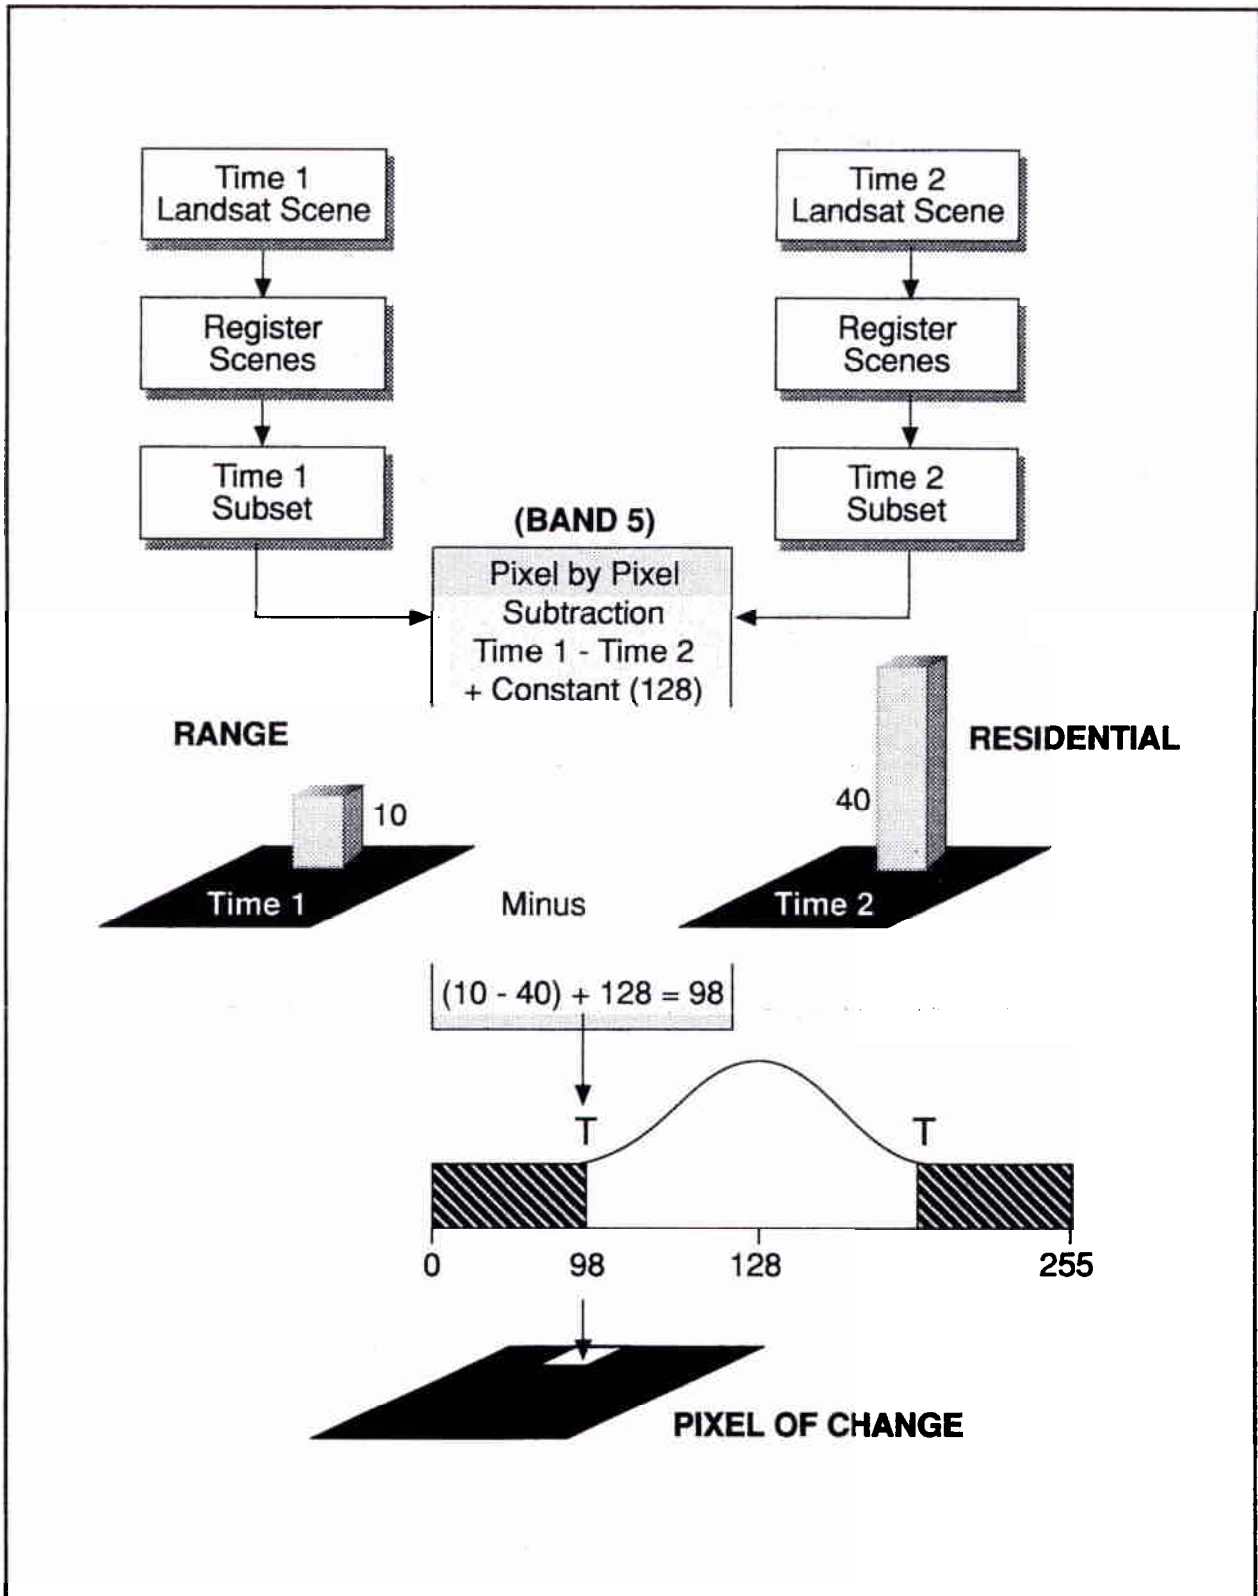 Time 1
Landsat Scene
Time 2
Landsat Scene
Register
Scenes
Register
Scenes
Time 1
Subset
Time 2
Subset
(BAND 5)
Pixel by Pixel
Subtraction
Time 1 - Time 2
+ Constant (128)
RANGE
RESIDENTIAL
10
40
Time 1
Minus
Time 2
(10 - 40) + 128 = 98
T
T
0
98
128
255
PIXEL OF CHANGE